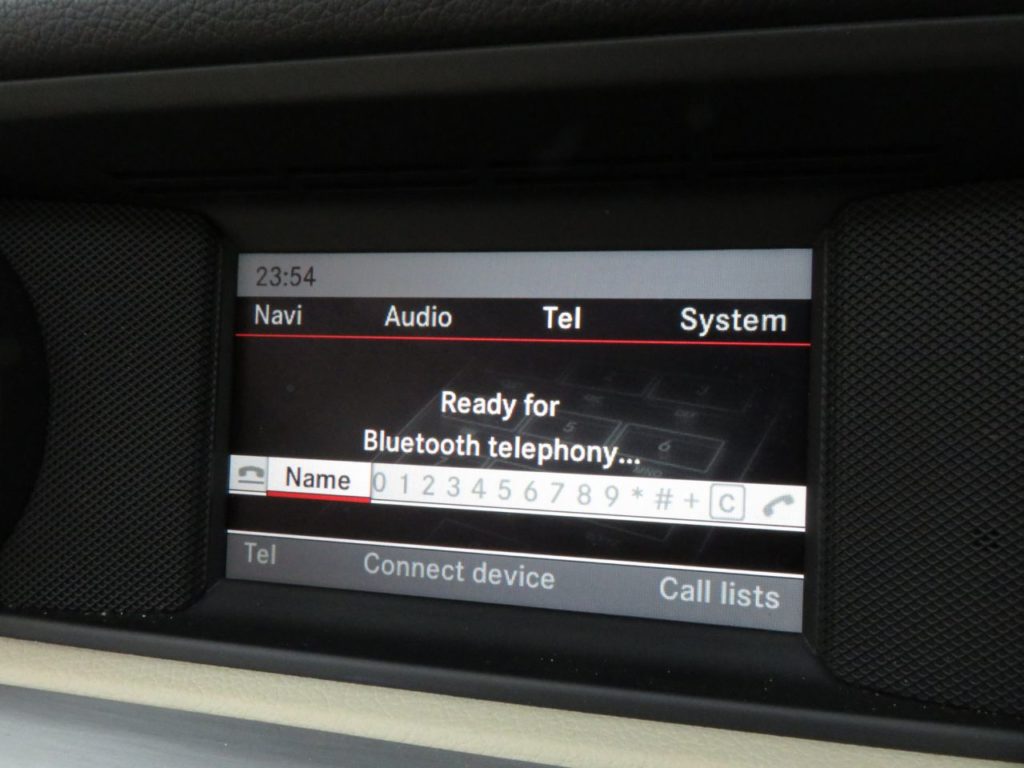 23:54
Navi Audio Tel System
Ready for
Bluetooth telephony...
Name 0 1 2 3 4 5 6 7 8 9 * # + C
Tel Connect device Call lists